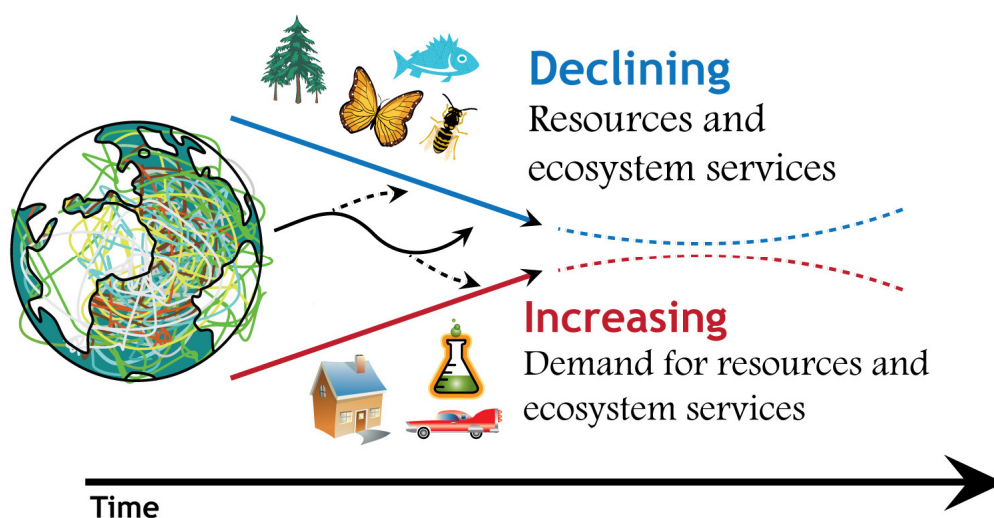 Declining
Resources and
ecosystem services
Increasing
Demand for resources and
ecosystem services
Time